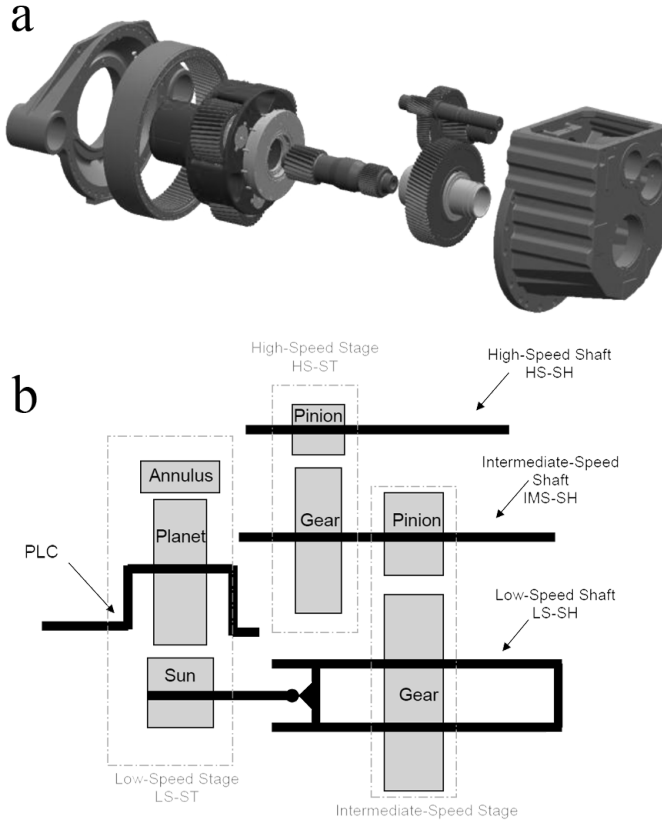 a
b
High-Speed Stage
HS-ST
High-Speed Shaft
HS-SH
Pinion
Annulus
Planet
Gear
Pinion
Intermediate-Speed
Shaft
IMS-SH
PLC
Low-Speed Shaft
LS-SH
Sun
Gear
Low-Speed Stage
LS-ST
Intermediate-Speed Stage